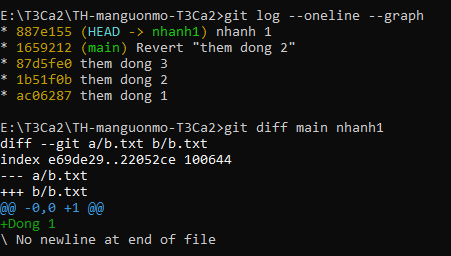 E:\T3Ca2\TH-manguonmo-T3Ca2>git log --oneline --graph
* 887e155 (HEAD -> nhanh1) nhanh 1
* 1659212 (main) Revert "them dong 2"
* 87d5fe0 them dong 3
* 1b51f0b them dong 2
* ac06287 them dong 1
E:\T3Ca2\TH-manguonmo-T3Ca2>git diff main nhanh1
diff --git a/b.txt b/b.txt
index e69de29..22052ce 100644
--- a/b.txt
+++ b/b.txt
@@ -0,0 +1 @@
+Dong 1
\ No newline at end of file